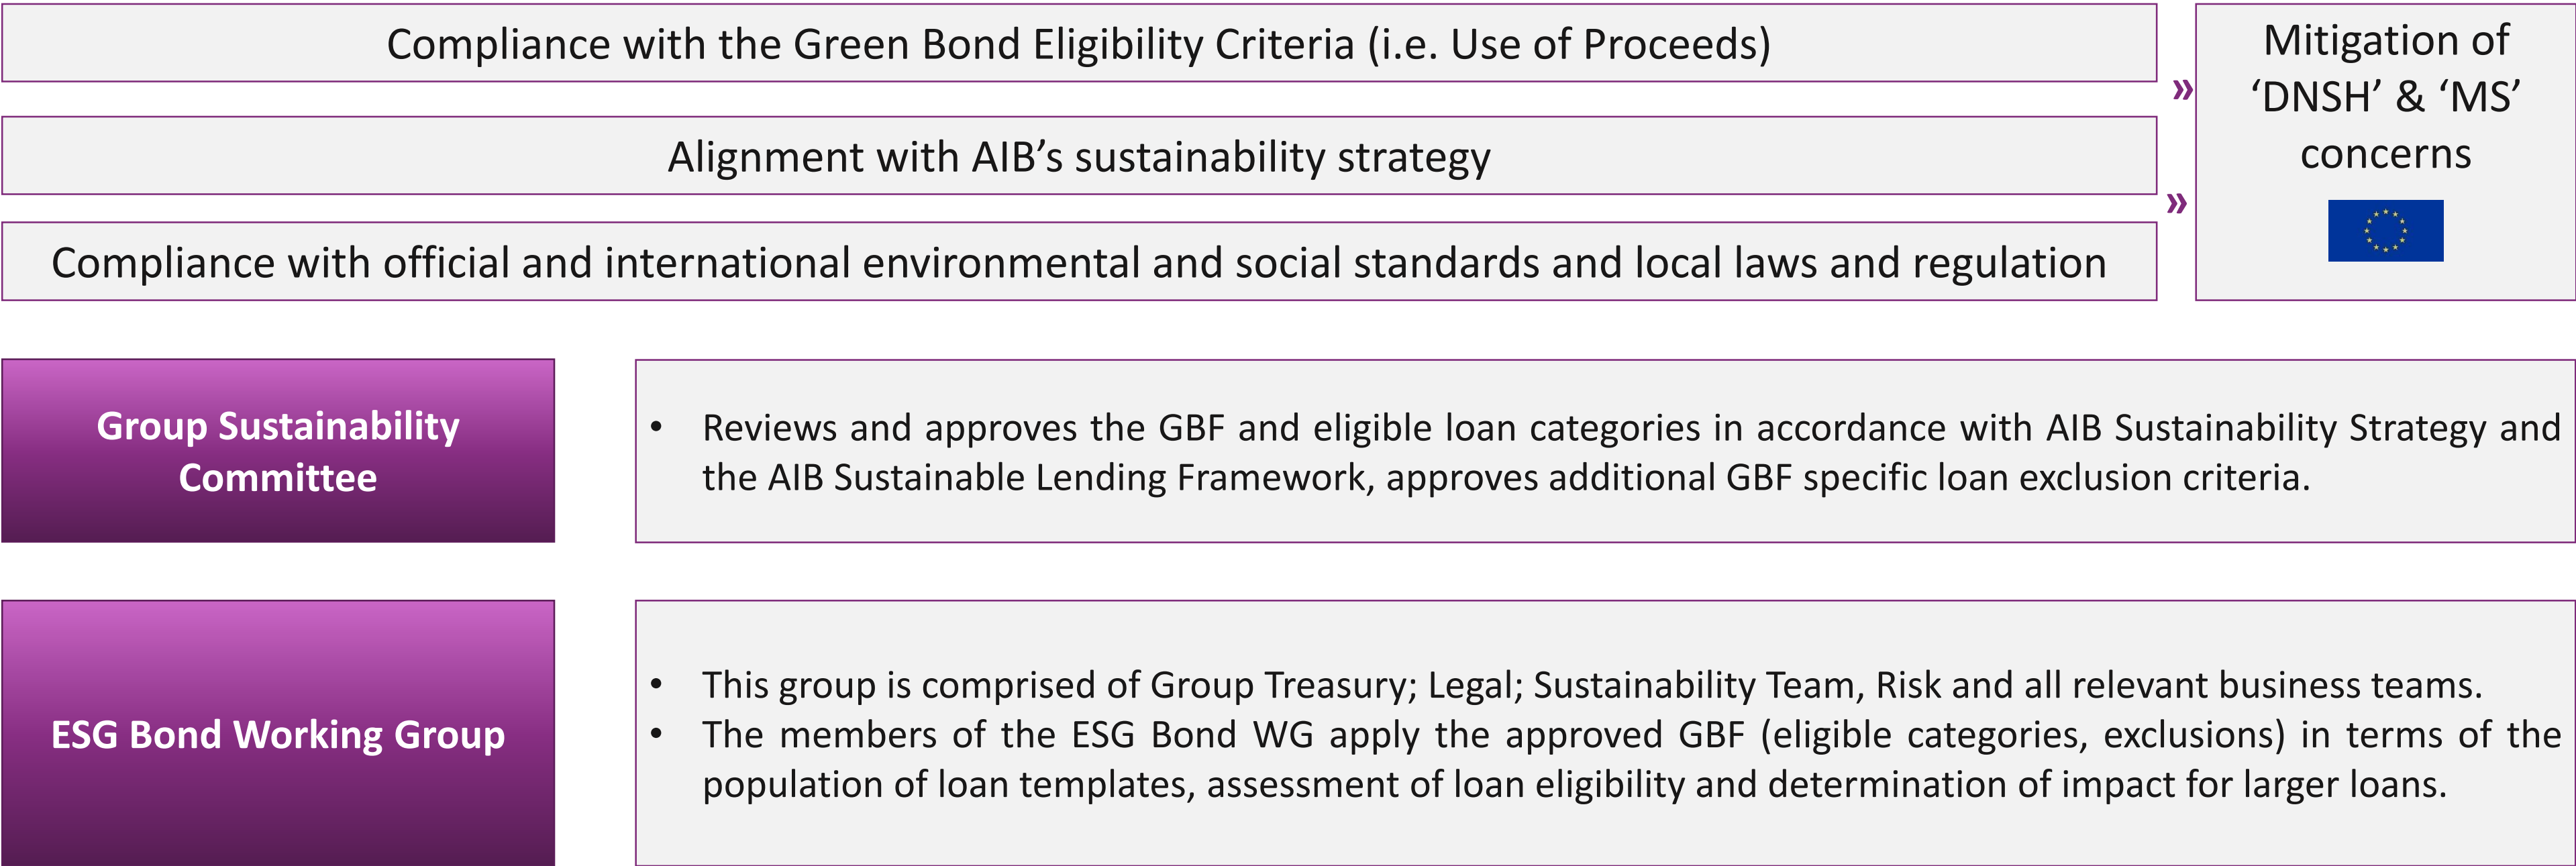 Compliance with the Green Bond Eligibility Criteria (i.e. Use of Proceeds)
Alignment with AIB’s sustainability strategy
Compliance with official and international environmental and social standards and local laws and regulation
»
»
Mitigation of
‘DNSH’ & ‘MS’
concerns
Group Sustainability
Committee
• Reviews and approves the GBF and eligible loan categories in accordance with AIB Sustainability Strategy and
the AIB Sustainable Lending Framework, approves additional GBF specific loan exclusion criteria.
ESG Bond Working Group
• This group is comprised of Group Treasury; Legal; Sustainability Team, Risk and all relevant business teams.
• The members of the ESG Bond WG apply the approved GBF (eligible categories, exclusions) in terms of the
population of loan templates, assessment of loan eligibility and determination of impact for larger loans.